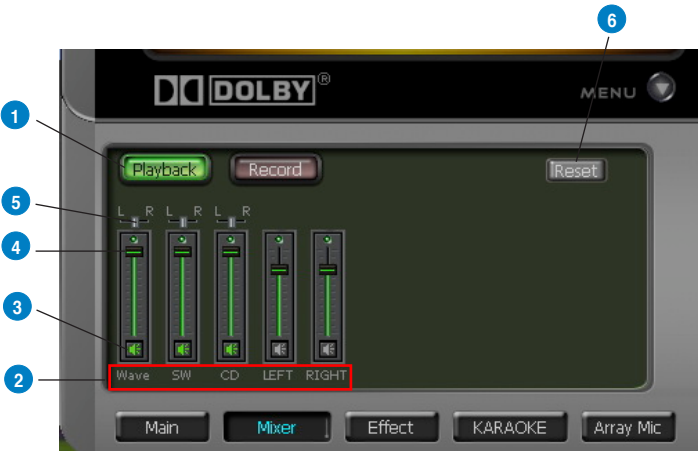 6
DOLBY®
MENU
1
Playback Record Reset
5
L R L R L R
4
3
2
Wave SW CD LEFT RIGHT
Main Mixer Effect KARAOKE Array Mic